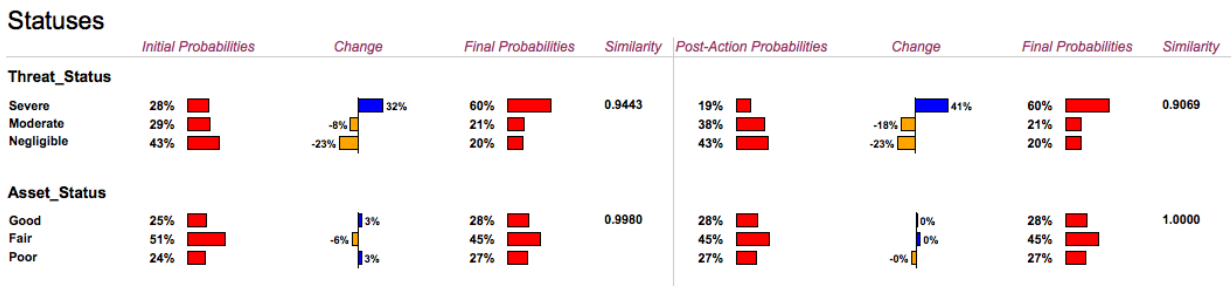 Statuses
Initial Probabilities Change Final Probabilities Similarity Post-Action Probabilities Change Final Probabilities Similarity
Threat_Status
Severe 28% 32% 60% 0.9443 19% 41% 60% 0.9069
Moderate 29% -8% 21% 38% -18% 21%
Negligible 43% -23% 20% 43% -23% 20%
Asset_Status
Good 25% 3% 28% 0.9980 28% 0% 28% 1.0000
Fair 51% -6% 45% 45% 0% 45%
Poor 24% 3% 27% 27% -0% 27%